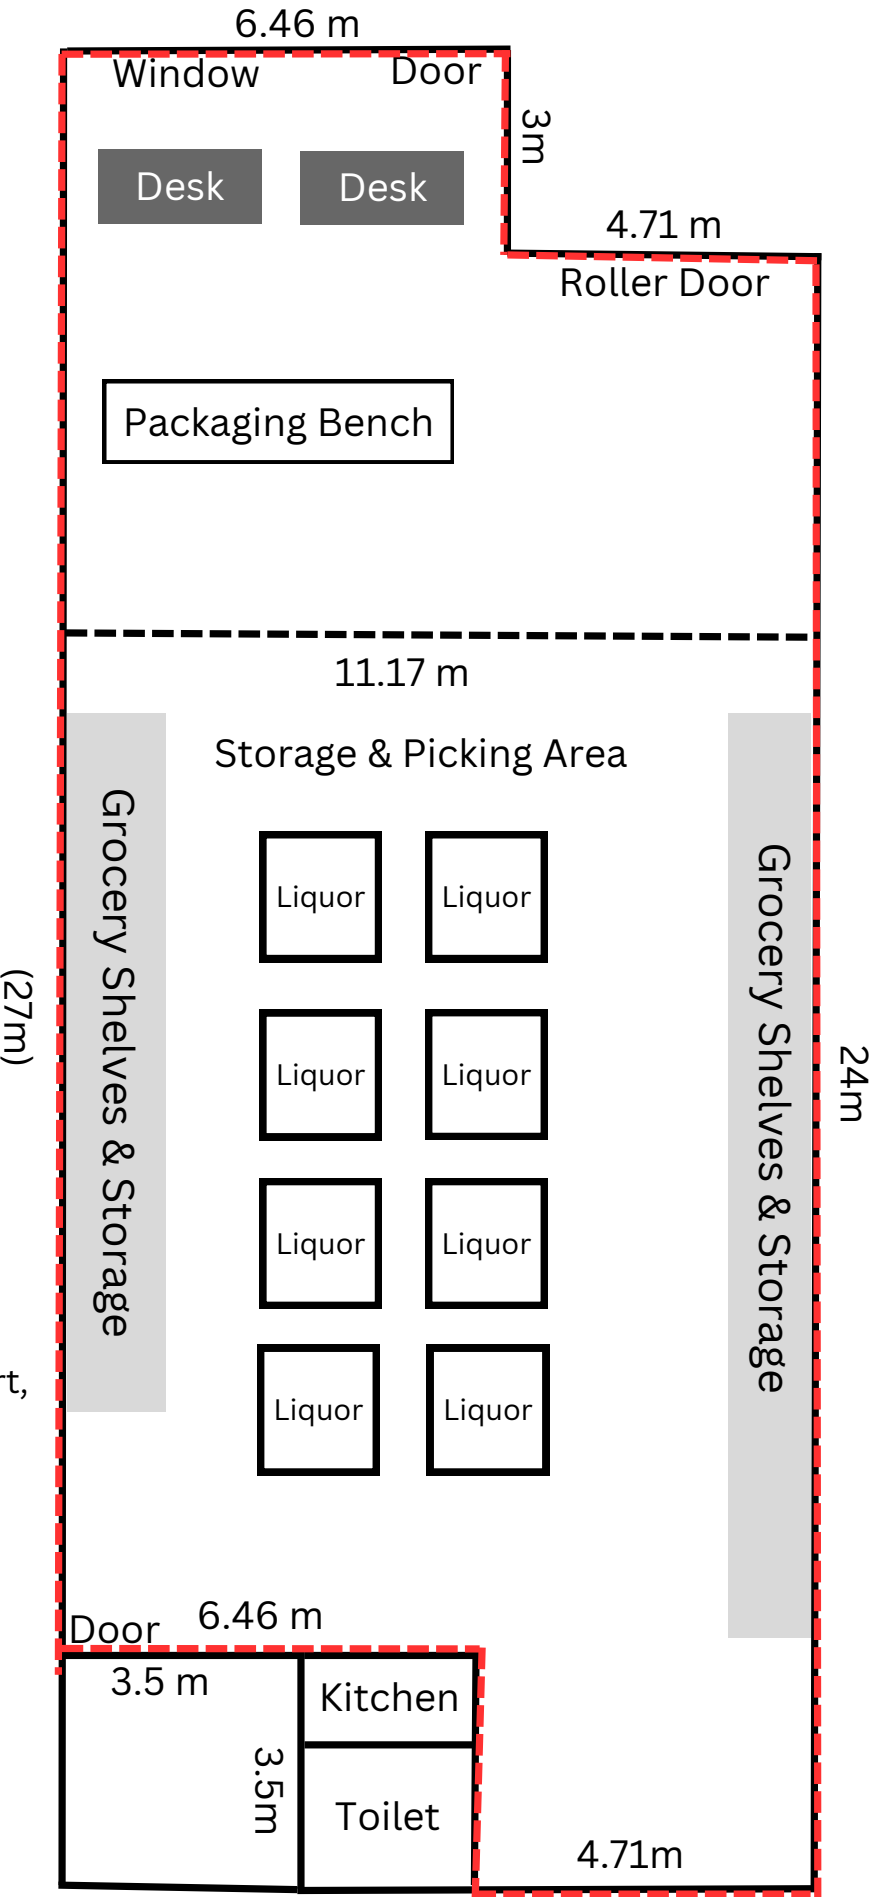 6.46 m
Window
Door
3m
Desk
Desk
4.71 m
Roller Door
Packaging Bench
11.17 m
Storage & Picking Area
Grocery Shelves & Storage
Grocery Shelves & Storage
Liquor
Liquor
(27m)
Liquor
Liquor
24m
Liquor
Liquor
rt,
Liquor
Liquor
Door
6.46 m
3.5 m
Kitchen
3.5m
Toilet
4.71m